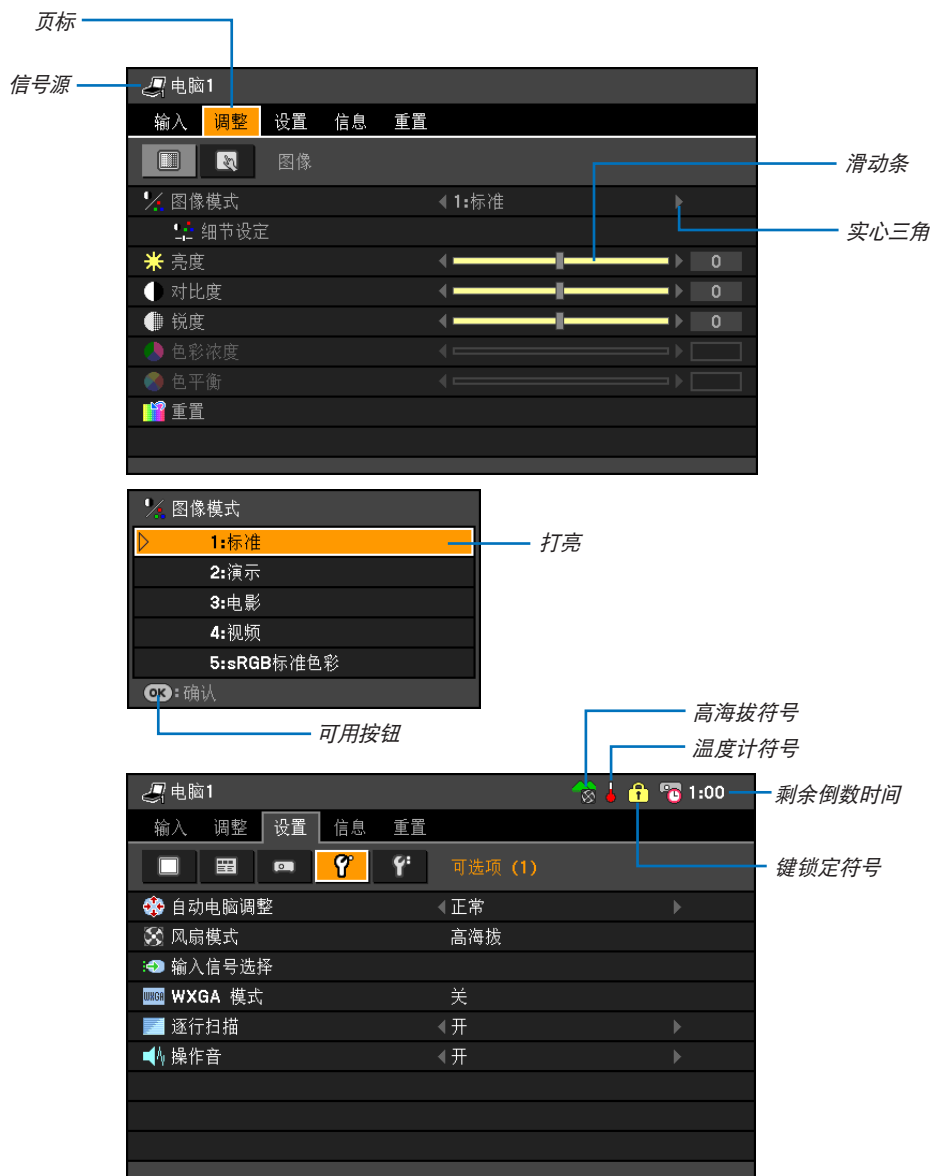 页标
信号源
电脑1
输入 调整 设置 信息 重置
图像
滑动条
图像模式 1:标准
实心三角
细节设定
亮度 0
对比度 0
锐度 0
色彩浓度
色平衡
重置
图像模式
1:标准
打亮
2:演示
3:电影
4:视频
5:sRGB标准色彩
OK:确认
可用按钮
高海拔符号
温度计符号
电脑1 1:00
剩余倒数时间
输入 调整 设置 信息 重置
可选项 (1)
键锁定符号
自动电脑调整 正常
风扇模式 高海拔
输入信号选择
WXGA WXGA 模式 关
逐行扫描 开
操作音 开